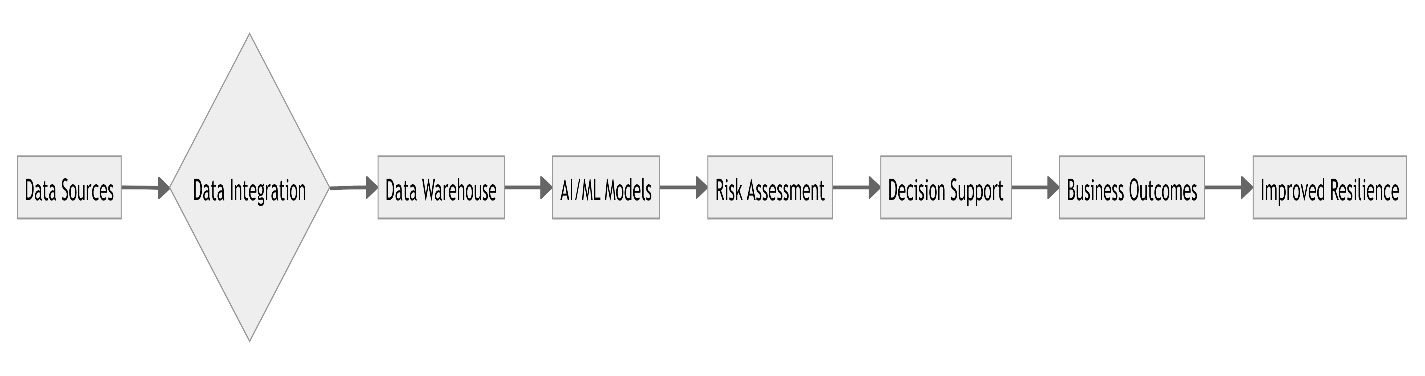 Data Sources
Data Integration
Data Warehouse
AI/ML Models
Risk Assessment
Decision Support
Business Outcomes
Improved Resilience